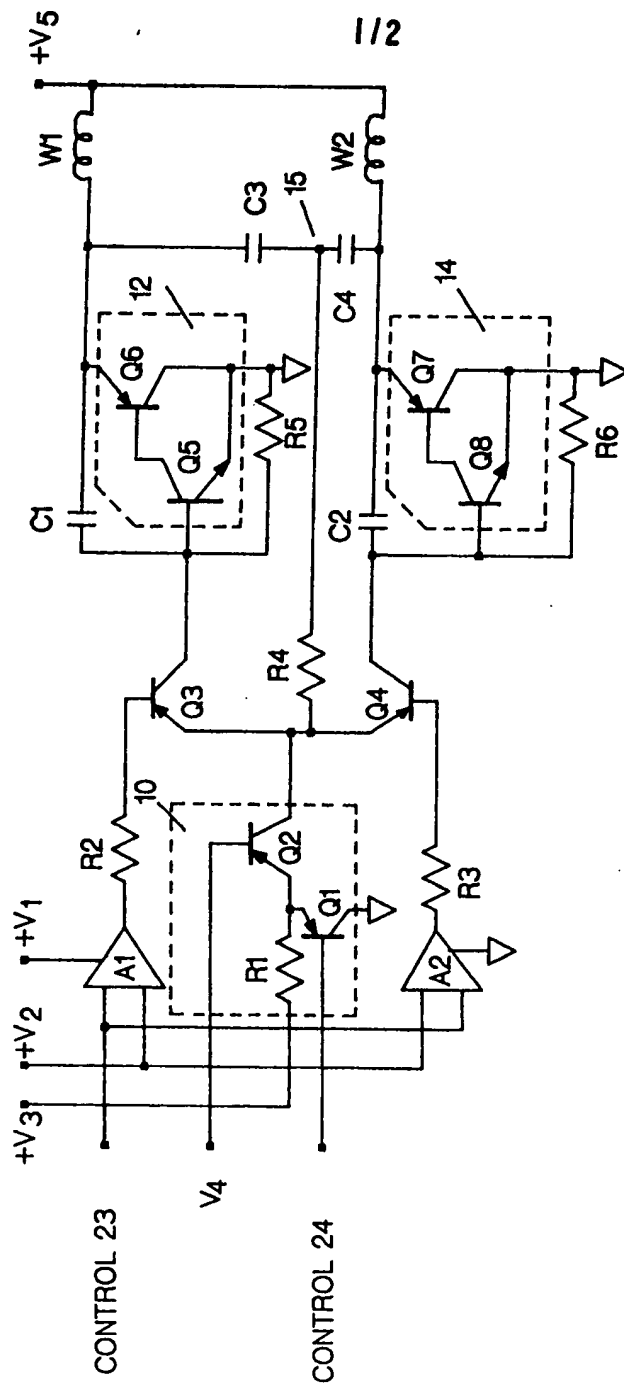 1/2
+V5
W1
W2
C3
15
C4
12
14
Q6
Q5
R5
C1
Q7
Q8
R6
C2
R4
Q3
Q4
10
R2
Q2
Q1
R1
R3
+V1
A1
A2
+V2
+V3
CONTROL 23
V4
CONTROL 24